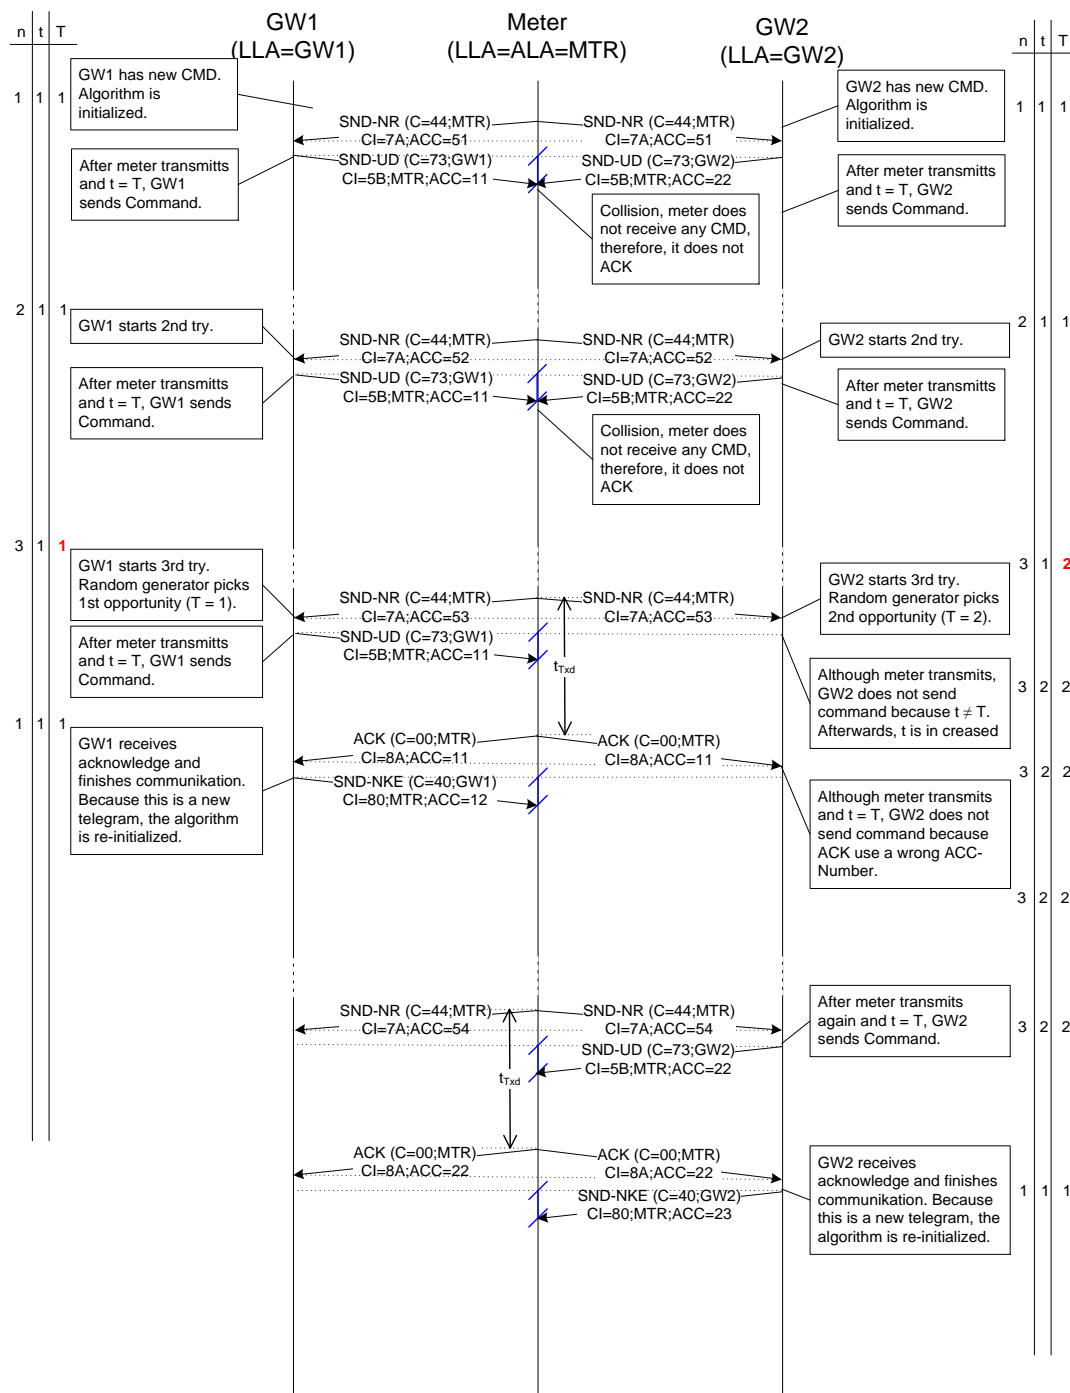 GW1
(LLA=GW1)
Meter
(LLA=ALA=MTR)
GW2
(LLA=GW2)
n t T
n t T
GW1 has new CMD.
Algorithm is
initialized.
1 1 1
GW2 has new CMD.
Algorithm is
initialized.
1 1 1
SND-NR (C=44;MTR)
CI=7A;ACC=51
SND-NR (C=44;MTR)
CI=7A;ACC=51
SND-UD (C=73;GW1)
CI=5B;MTR;ACC=11
SND-UD (C=73;GW2)
CI=5B;MTR;ACC=22
After meter transmitts
and t = T, GW1
sends Command.
After meter transmitts
and t = T, GW2
sends Command.
Collision, meter does
not receive any CMD,
therefore, it does not
ACK
2 1 1
GW1 starts 2nd try.
2 1 1
GW2 starts 2nd try.
SND-NR (C=44;MTR)
CI=7A;ACC=52
SND-NR (C=44;MTR)
CI=7A;ACC=52
SND-UD (C=73;GW1)
CI=5B;MTR;ACC=11
SND-UD (C=73;GW2)
CI=5B;MTR;ACC=22
After meter transmitts
and t = T, GW1 sends
Command.
After meter transmitts
and t = T, GW2
sends Command.
Collision, meter does
not receive any CMD,
therefore, it does not
ACK
3 1 1
GW1 starts 3rd try.
Random generator picks
1st opportunity (T = 1).
3 1 2
GW2 starts 3rd try.
Random generator picks
2nd opportunity (T = 2).
SND-NR (C=44;MTR)
CI=7A;ACC=53
SND-NR (C=44;MTR)
CI=7A;ACC=53
SND-UD (C=73;GW1)
CI=5B;MTR;ACC=11
After meter transmitts
and t = T, GW1 sends
Command.
tTxd
Although meter transmits,
GW2 does not send
command because t ≠ T.
Afterwards, t is in creased
3 2 2
1 1 1
GW1 receives
acknowledge and
finishes communikation.
Because this is a new
telegram, the algorithm
is re-initialized.
ACK (C=00;MTR)
CI=8A;ACC=11
ACK (C=00;MTR)
CI=8A;ACC=11
SND-NKE (C=40;GW1)
CI=80;MTR;ACC=12
3 2 2
Although meter transmits
and t = T, GW2 does not
send command because
ACK use a wrong ACC-
Number.
3 2 2
SND-NR (C=44;MTR)
CI=7A;ACC=54
SND-NR (C=44;MTR)
CI=7A;ACC=54
After meter transmits
again and t = T, GW2
sends Command.
3 2 2
SND-UD (C=73;GW2)
CI=5B;MTR;ACC=22
tTxd
ACK (C=00;MTR)
CI=8A;ACC=22
ACK (C=00;MTR)
CI=8A;ACC=22
SND-NKE (C=40;GW2)
CI=80;MTR;ACC=23
GW2 receives
acknowledge and finishes
communikation. Because
this is a new telegram, the
algorithm is re-initialized.
1 1 1